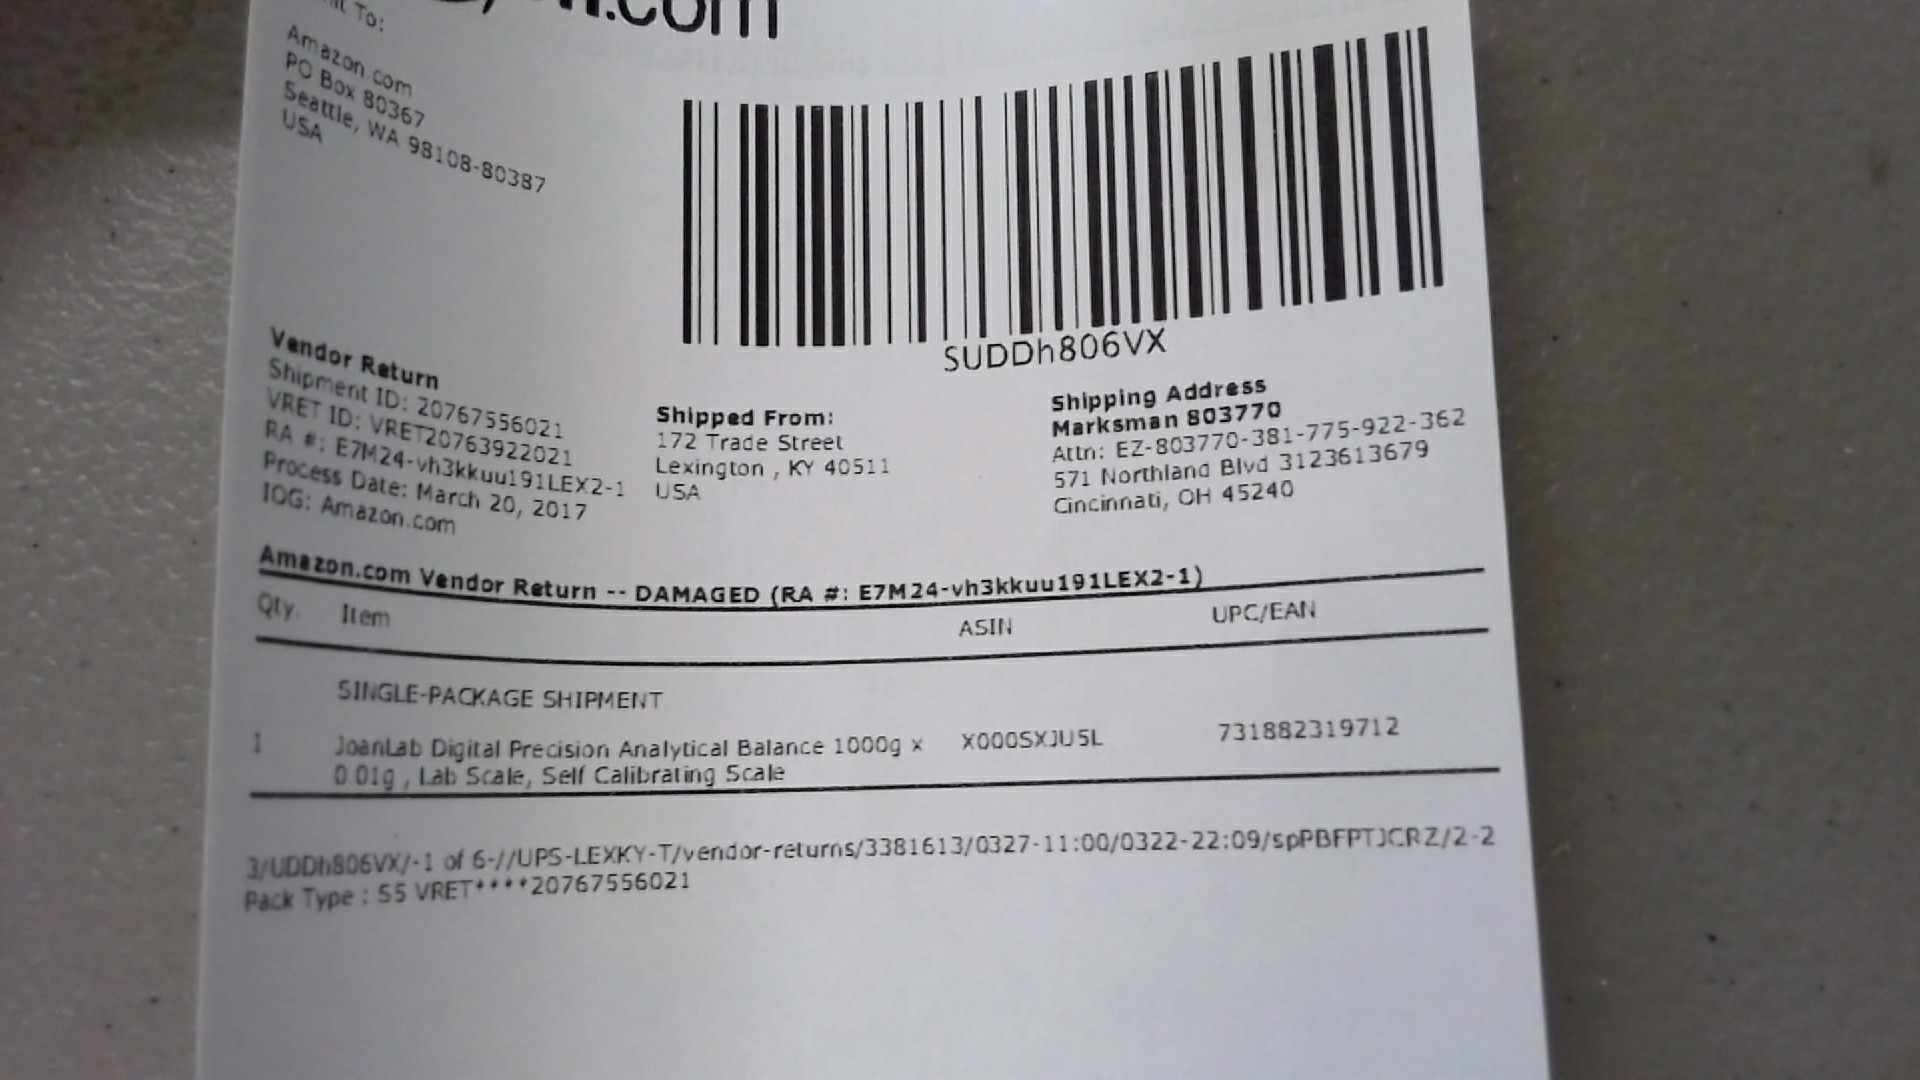 To:
Amazon.com
PO Box 80367
Seattle, WA 98108-80387
USA
SUDDh806VX
Vendor Return
Shipment ID: 20767556021
VRET ID: VRET20763922021
RA #: E7M24-vh3kkuu191LEX2-1
Process Date: March 20, 2017
IOG: Amazon.com
Shipped From:
172 Trade Street
Lexington , KY 40511
USA
Shipping Address
Marksman 803770
Attn: EZ-803770-381-775-922-362
571 Northland Blvd 3123613679
Cincinnati, OH 45240
Amazon.com Vendor Return -- DAMAGED (RA #: E7M24-vh3kkuu191LEX2-1)
Qty. Item ASIN UPC/EAN
SINGLE-PACKAGE SHIPMENT
1 JoanLab Digital Precision Analytical Balance 1000g x X000SXJU5L 731882319712
0.01g , Lab Scale, Self Calibrating Scale
3/UDDh806VX/-1 of 6-//UPS-LEXKY-T/vendor-returns/3381613/0327-11:00/0322-22:09/spPBFPTJCRZ/2-2
Pack Type : S5 VRET****20767556021